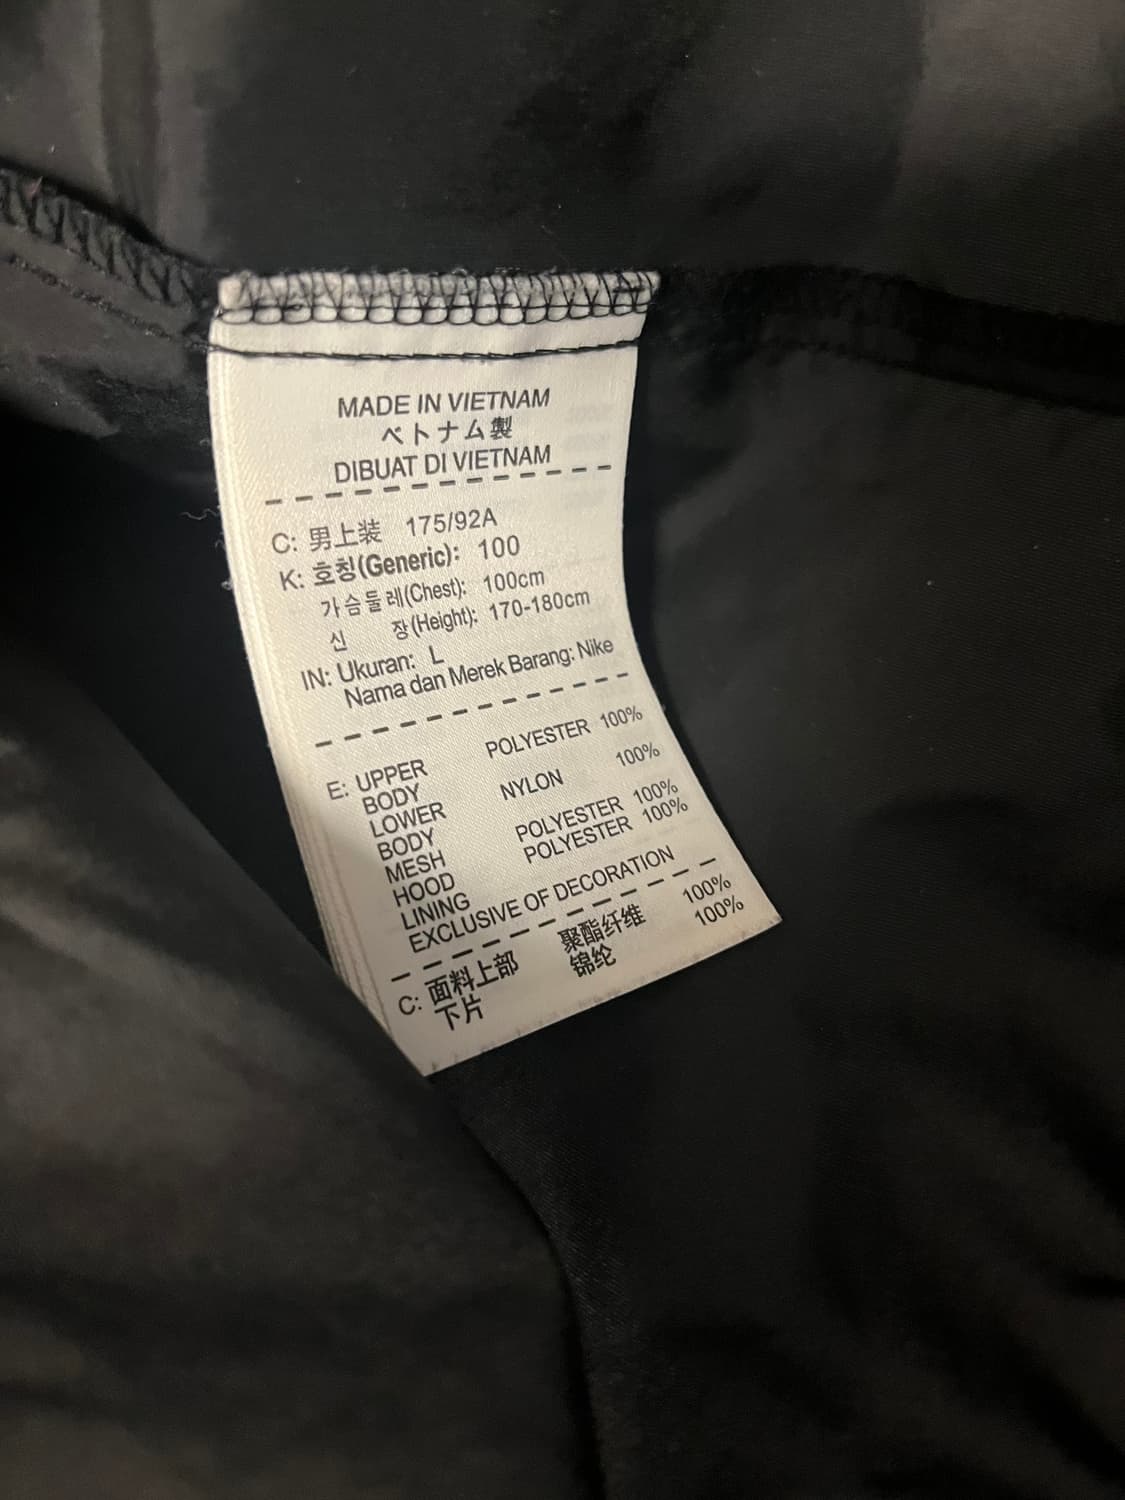 MADE IN VIETNAM
ベトナム製
DIBUAT DI VIETNAM
C: 男上装 175/92A
K: 호칭(Generic): 100
가슴둘레(Chest): 100cm
신 장(Height): 170-180cm
IN: Ukuran: L
Nama dan Merek Barang: Nike
E: UPPER POLYESTER 100%
BODY
LOWER NYLON 100%
BODY
MESH POLYESTER 100%
HOOD POLYESTER 100%
LINING
EXCLUSIVE OF DECORATION
C: 面料上部 聚酯纤维 100%
下片 锦纶 100%